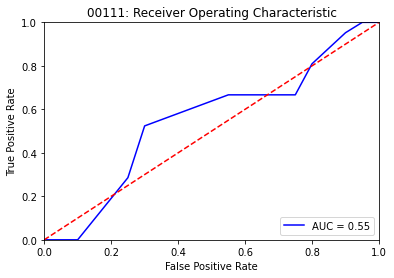 00111: Receiver Operating Characteristic
True Positive Rate
1.0
0.8
0.6
0.4
0.2
0.0
AUC = 0.55
0.0 0.2 0.4 0.6 0.8 1.0
False Positive Rate